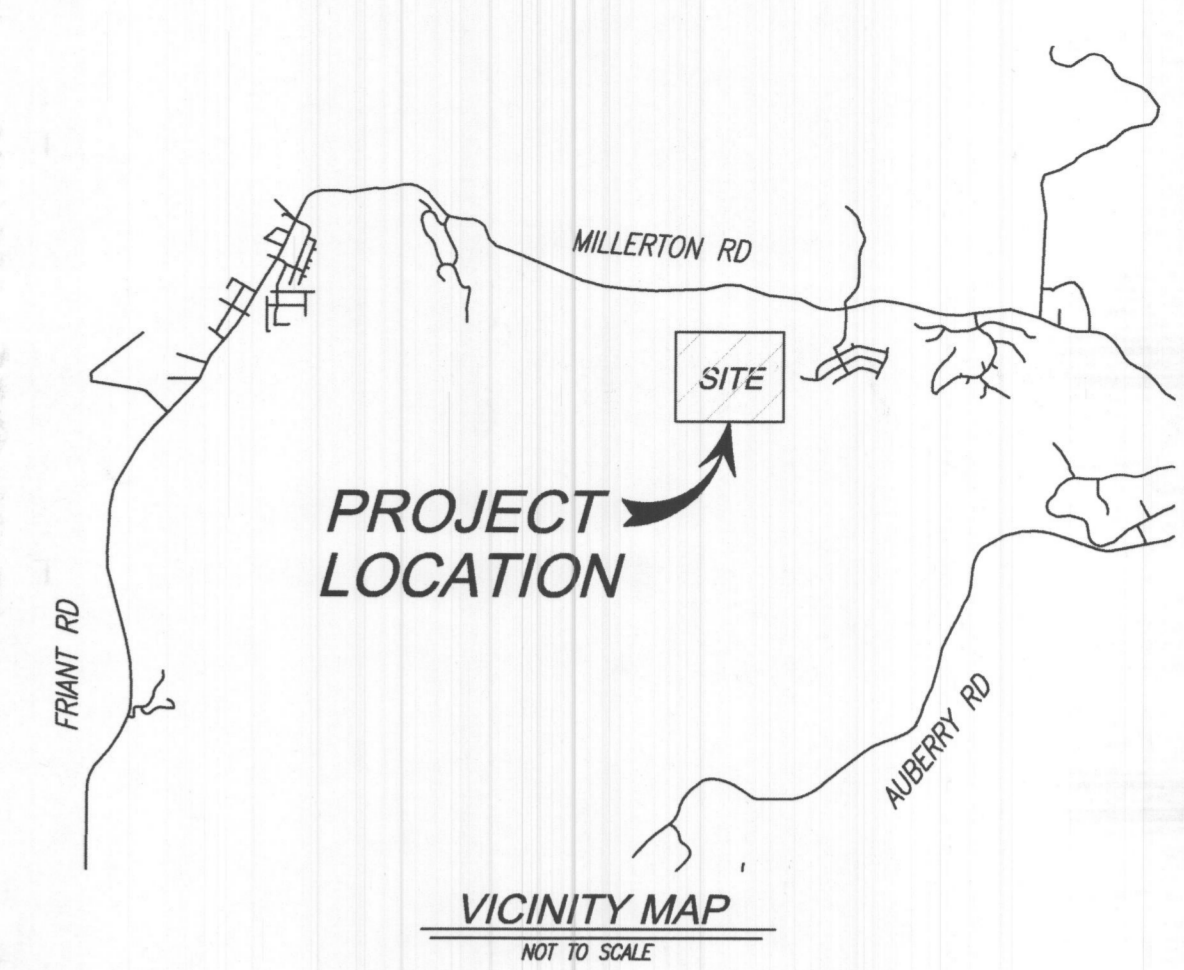 MILLERTON RD
SITE
PROJECT
LOCATION
FRIANT RD
AUBERRY RD
VICINITY MAP
NOT TO SCALE